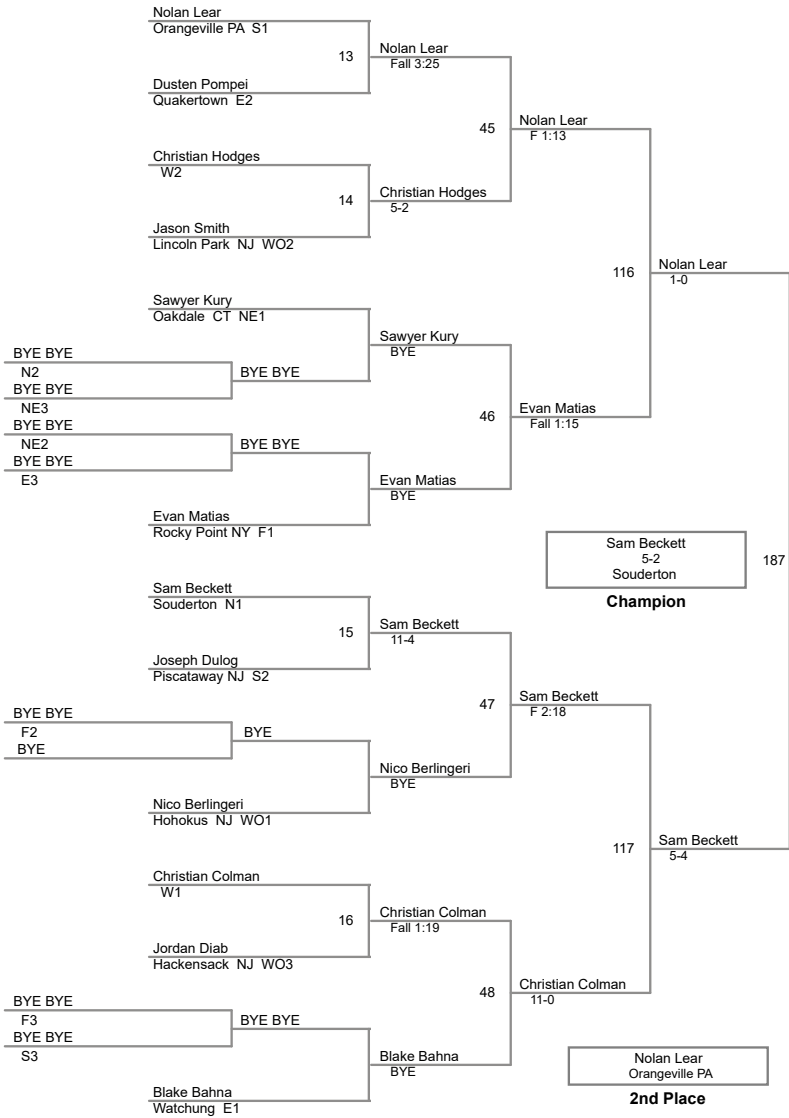 Nolan Lear
Orangeville PA S1
13
Nolan Lear
Fall 3:25
Dusten Pompei
Quakertown E2
45
Nolan Lear
F 1:13
Christian Hodges
W2
14
Christian Hodges
5-2
Jason Smith
Lincoln Park NJ WO2
116
Nolan Lear
1-0
Sawyer Kury
Oakdale CT NE1
Sawyer Kury
BYE
BYE BYE
N2
BYE BYE
BYE BYE
NE3
46
Evan Matias
Fall 1:15
BYE BYE
NE2
BYE BYE
BYE BYE
E3
Evan Matias
BYE
Evan Matias
Rocky Point NY F1
Sam Beckett
5-2
Souderton
187
Champion
Sam Beckett
Souderton N1
15
Sam Beckett
11-4
Joseph Dulog
Piscataway NJ S2
47
Sam Beckett
F 2:18
BYE BYE
F2
BYE
BYE
Nico Berlingeri
BYE
Nico Berlingeri
Hohokus NJ WO1
117
Sam Beckett
5-4
Christian Colman
W1
16
Christian Colman
Fall 1:19
Jordan Diab
Hackensack NJ WO3
48
Christian Colman
11-0
BYE BYE
F3
BYE BYE
BYE BYE
S3
Blake Bahna
BYE
Blake Bahna
Watchung E1
Nolan Lear
Orangeville PA
2nd Place